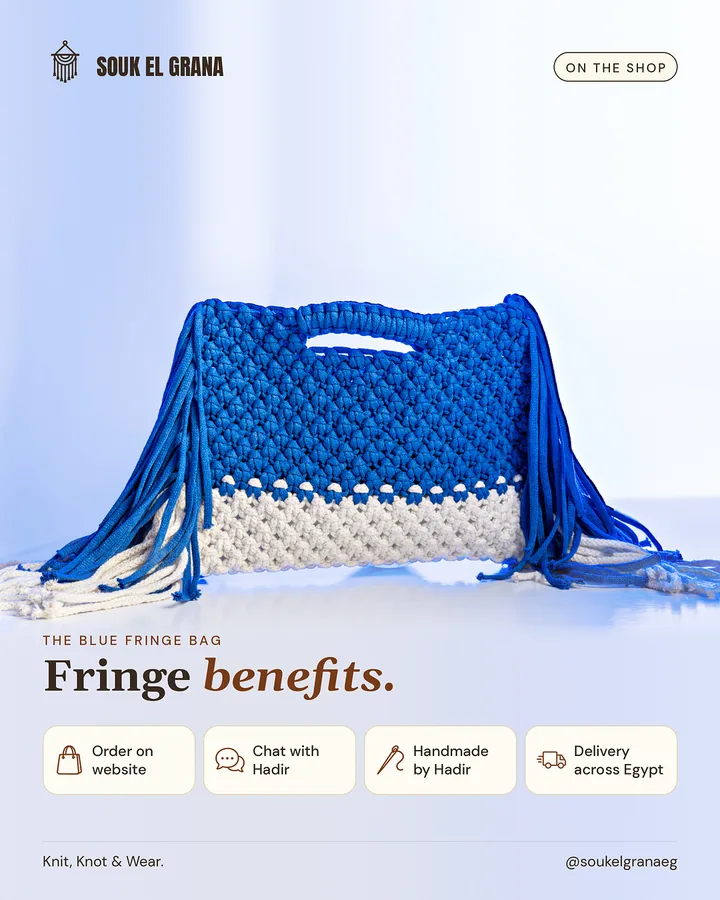 SOUK EL GRANA
ON THE SHOP
THE BLUE FRINGE BAG
Fringe benefits.
Order on
website
Chat with
Hadir
Handmade
by Hadir
Delivery
across Egypt
Knit, Knot & Wear.
@soukelgranaeg